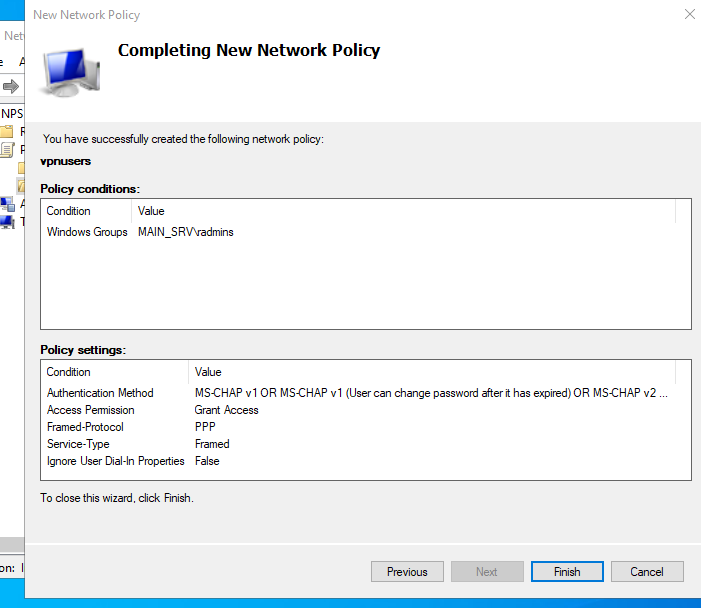 New Network Policy
Completing New Network Policy
You have successfully created the following network policy:
vpnusers
Policy conditions:
Condition Value
Windows Groups MAIN_SRV\radmins
Policy settings:
Condition Value
Authentication Method MS-CHAP v1 OR MS-CHAP v1 (User can change password after it has expired) OR MS-CHAP v2 ...
Access Permission Grant Access
Framed-Protocol PPP
Service-Type Framed
Ignore User Dial-In Properties False
To close this wizard, click Finish.
Previous Next Finish Cancel
NPS
on: